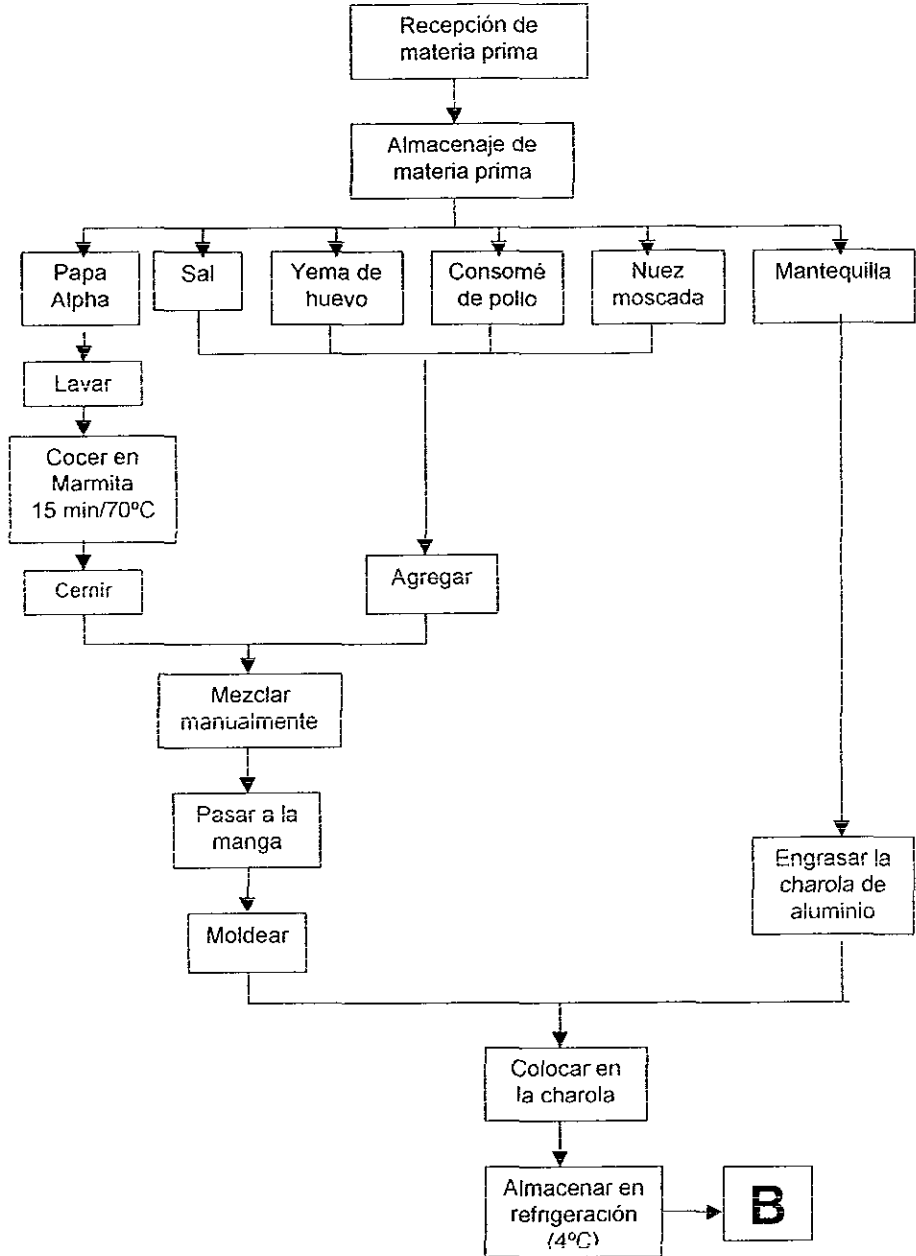 Recepción de
materia prima
Almacenaje de
materia prima
Papa
Alpha
Sal
Yema de
huevo
Consomé
de pollo
Nuez
moscada
Mantequilla
Lavar
Cocer en
Marmita
15 min/70ºC
Cernir
Agregar
Mezclar
manualmente
Pasar a la
manga
Engrasar la
charola de
aluminio
Moldear
Colocar en
la charola
Almacenar en
refrigeración
(4ºC)
B